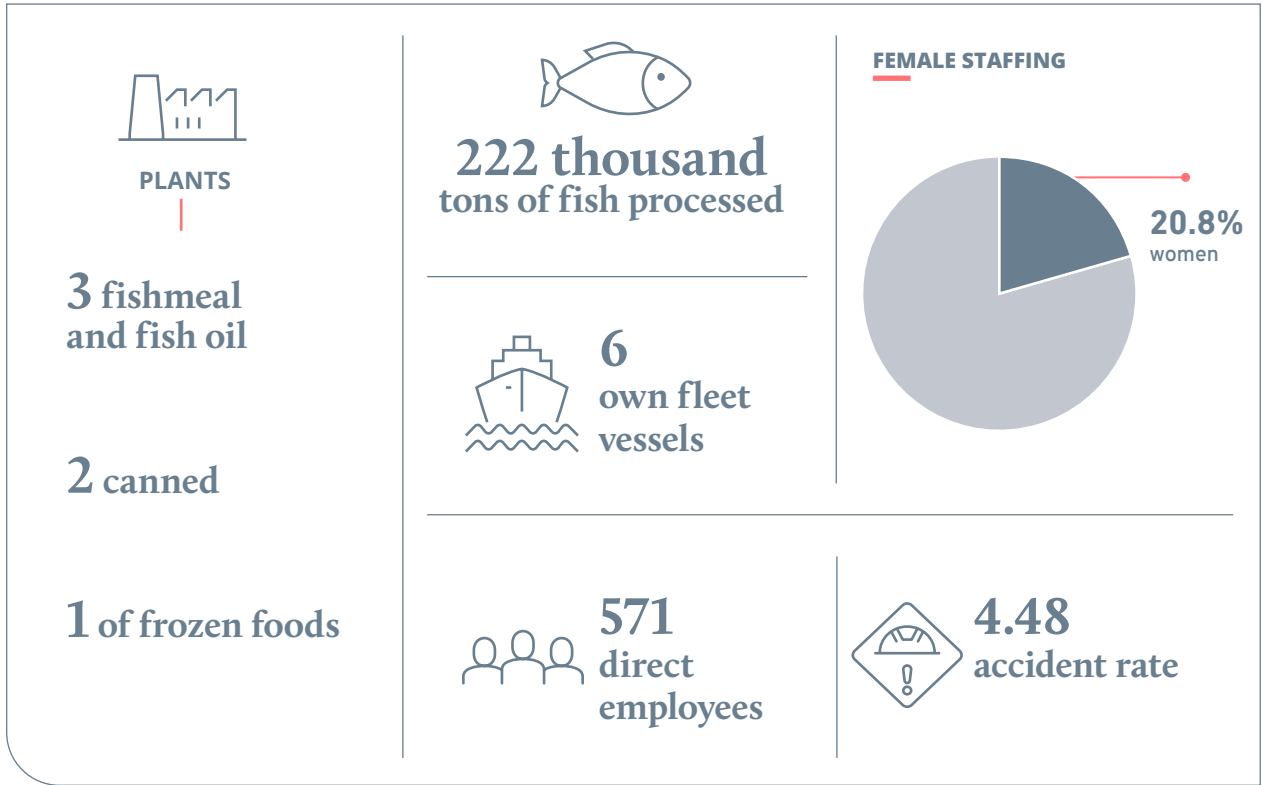 PLANTS
3 fishmeal
and fish oil
2 canned
1 of frozen foods
222 thousand
tons of fish processed
6
own fleet
vessels
FEMALE STAFFING
20.8%
women
571
direct
employees
4.48
accident rate